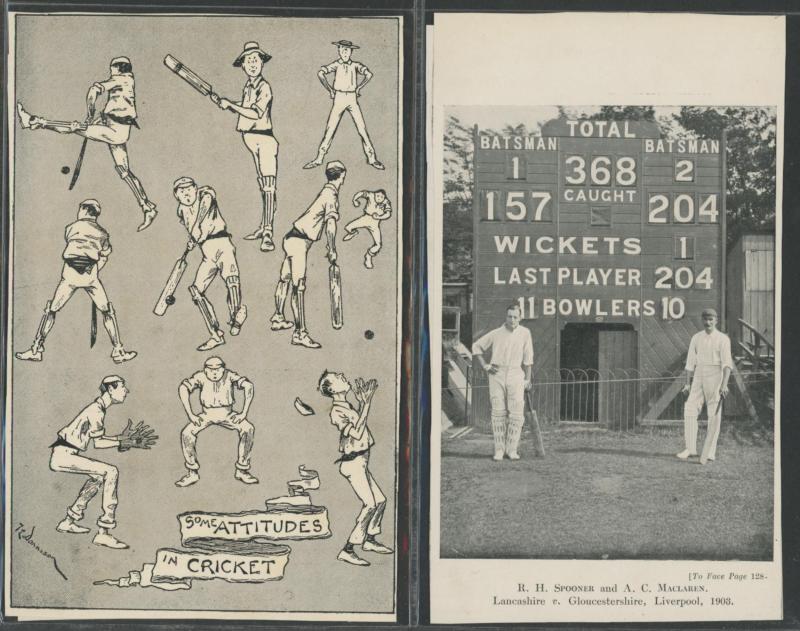 SOME ATTITUDES
IN CRICKET
TOTAL
BATSMAN BATSMAN
1 368 2
CAUGHT
157 204
WICKETS 1
LAST PLAYER 204
11 BOWLERS 10
[To Face Page 128.
R. H. SPOONER and A. C. MACLAREN.
Lancashire v. Gloucestershire, Liverpool, 1903.